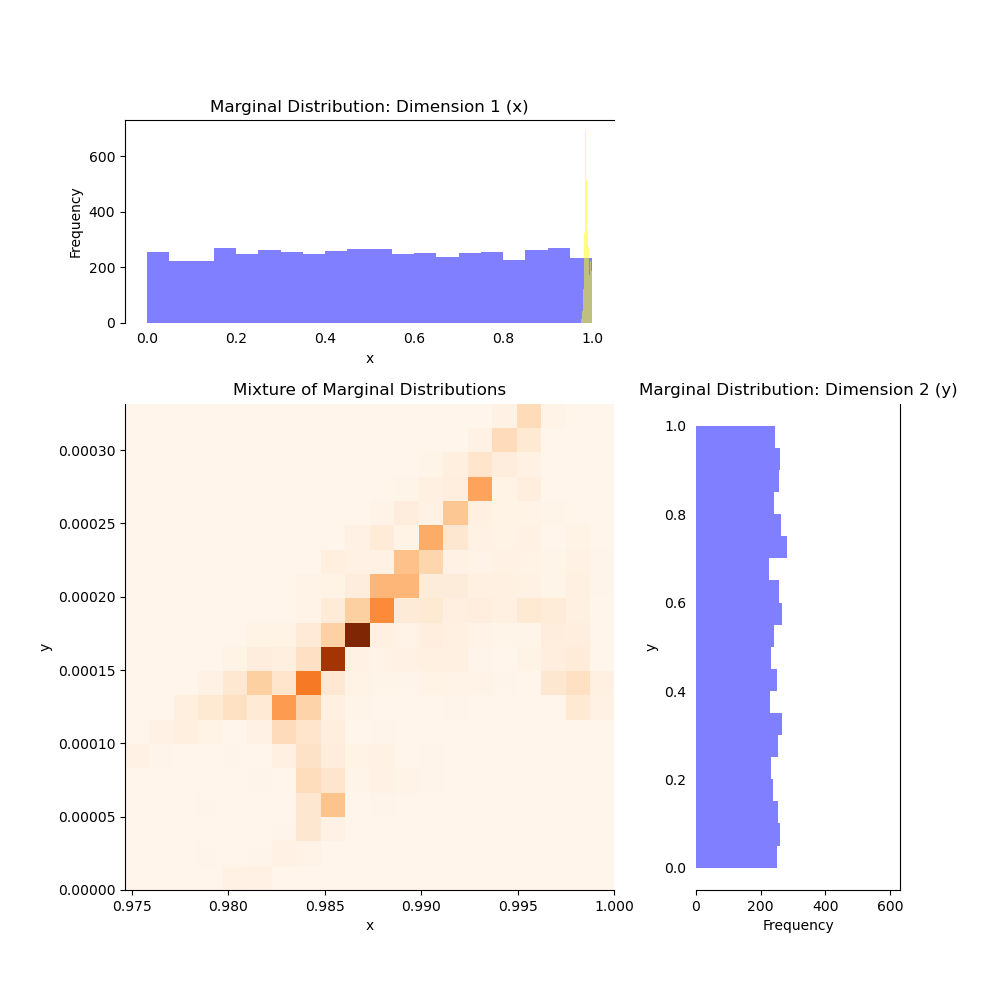 Marginal Distribution: Dimension 1 (x)
600
400
200
0
Frequency
0.0 0.2 0.4 0.6 0.8 1.0
x
Mixture of Marginal Distributions
0.00030
0.00025
0.00020
0.00015
0.00010
0.00005
0.00000
y
0.975 0.980 0.985 0.990 0.995 1.000
x
Marginal Distribution: Dimension 2 (y)
1.0
0.8
0.6
0.4
0.2
0.0
y
0 200 400 600
Frequency